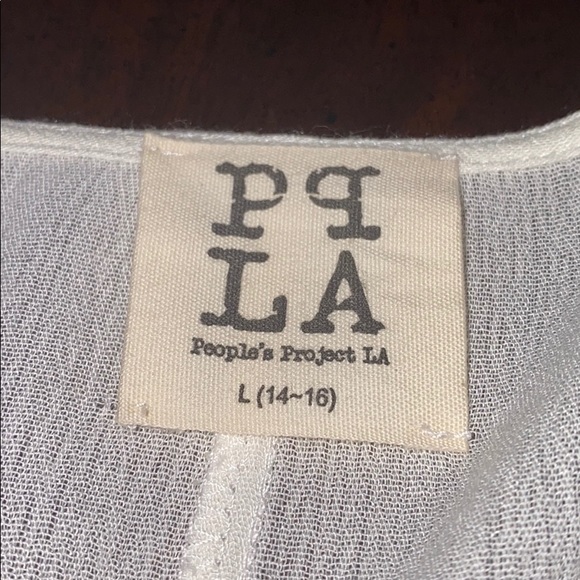 PP
LA
People's Project LA
L (14~16)